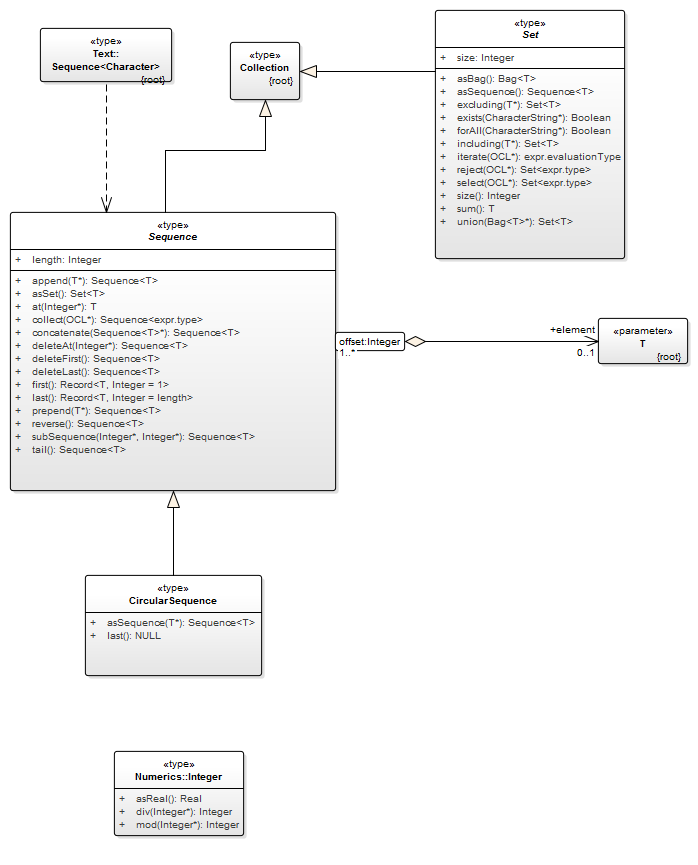 «type»
Text::
Sequence<Character>
{root}
«type»
Collection
{root}
«type»
Set
+ size: Integer
+ asBag(): Bag<T>
+ asSequence(): Sequence<T>
+ excluding(T*): Set<T>
+ exists(CharacterString*): Boolean
+ forAll(CharacterString*): Boolean
+ including(T*): Set<T>
+ iterate(OCL*): expr.evaluationType
+ reject(OCL*): Set<expr.type>
+ select(OCL*): Set<expr.type>
+ size(): Integer
+ sum(): T
+ union(Bag<T>*): Set<T>
«type»
Sequence
+ length: Integer
+ append(T*): Sequence<T>
+ asSet(): Set<T>
+ at(Integer*): T
+ collect(OCL*): Sequence<expr.type>
+ concatenate(Sequence<T>*): Sequence<T>
+ deleteAt(Integer*): Sequence<T>
+ deleteFirst(): Sequence<T>
+ deleteLast(): Sequence<T>
+ first(): Record<T, Integer = 1>
+ last(): Record<T, Integer = length>
+ prepend(T*): Sequence<T>
+ reverse(): Sequence<T>
+ subSequence(Integer*, Integer*): Sequence<T>
+ tail(): Sequence<T>
offset:Integer
1..*
+element
0..1
«parameter»
T
{root}
«type»
CircularSequence
+ asSequence(T*): Sequence<T>
+ last(): NULL
«type»
Numerics::Integer
+ asReal(): Real
+ div(Integer*): Integer
+ mod(Integer*): Integer